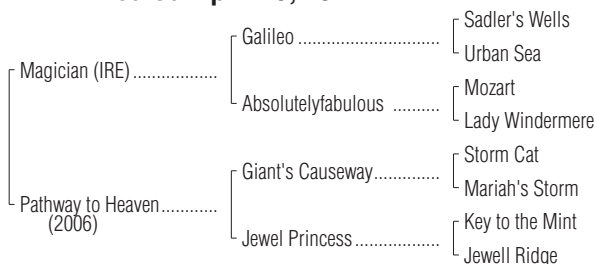 Sadler's Wells
Galileo ................................
Urban Sea
Magician (IRE) ...................
Mozart
Absolutelyfabulous ..........
Lady Windermere
Storm Cat
Giant's Causeway..............
Mariah's Storm
Pathway to Heaven............
(2006)
Key to the Mint
Jewel Princess ..................
Jewell Ridge